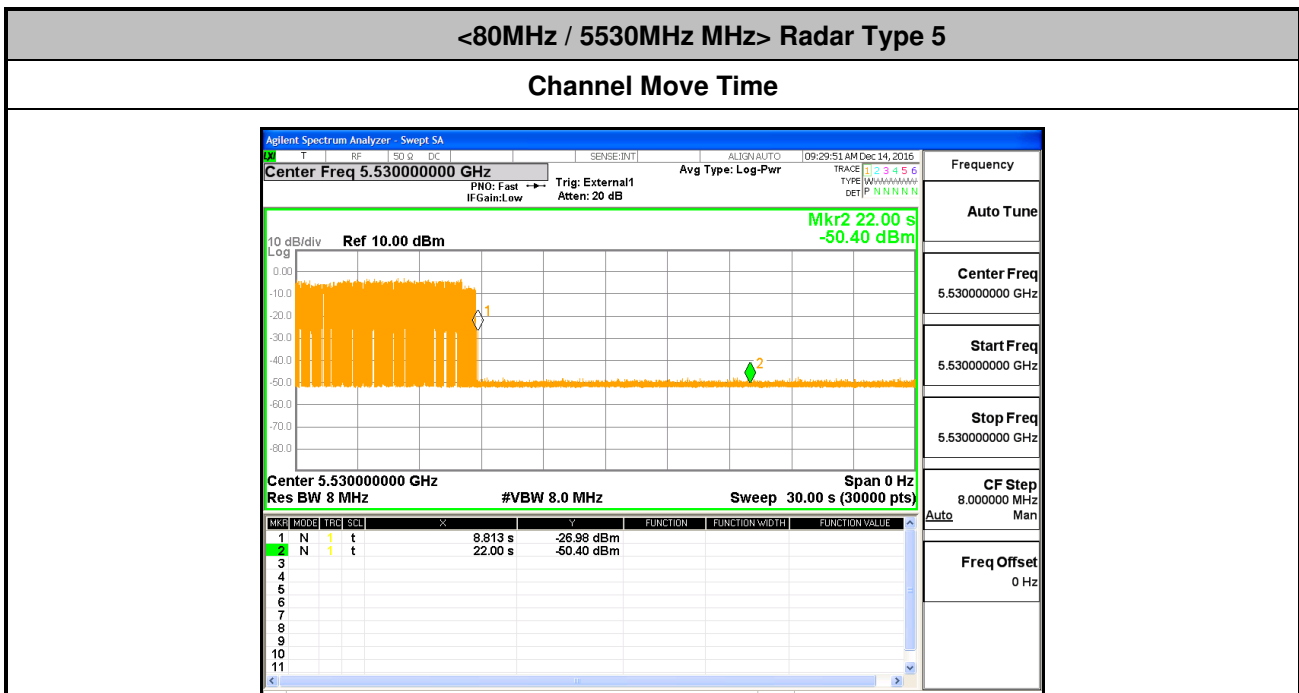 <80MHz / 5530MHz MHz> Radar Type 5
Channel Move Time
Agilent Spectrum Analyzer - Swept SA
LXI T RF 50 Ω DC SENSE:INT ALIGN AUTO 09:29:51 AM Dec 14, 2016
Center Freq 5.530000000 GHz
PNO: Fast
IFGain:Low
Trig: External1
Atten: 20 dB
Avg Type: Log-Pwr
TRACE 1 2 3 4 5 6
TYPE
DET P N N N N N
Mkr2 22.00 s
-50.40 dBm
10 dB/div Ref 10.00 dBm
Log
0.00
-10.0
-20.0
-30.0
-40.0
-50.0
-60.0
-70.0
-80.0
1
2
Center 5.530000000 GHz Span 0 Hz
Res BW 8 MHz #VBW 8.0 MHz Sweep 30.00 s (30000 pts)
MKR MODE TRC SCL X Y FUNCTION FUNCTION WIDTH FUNCTION VALUE
1 N 1 t 8.813 s -26.98 dBm
2 N 1 t 22.00 s -50.40 dBm
3
4
5
6
7
8
9
10
11
Frequency
Auto Tune
Center Freq
5.530000000 GHz
Start Freq
5.530000000 GHz
Stop Freq
5.530000000 GHz
CF Step
8.000000 MHz
Auto Man
Freq Offset
0 Hz